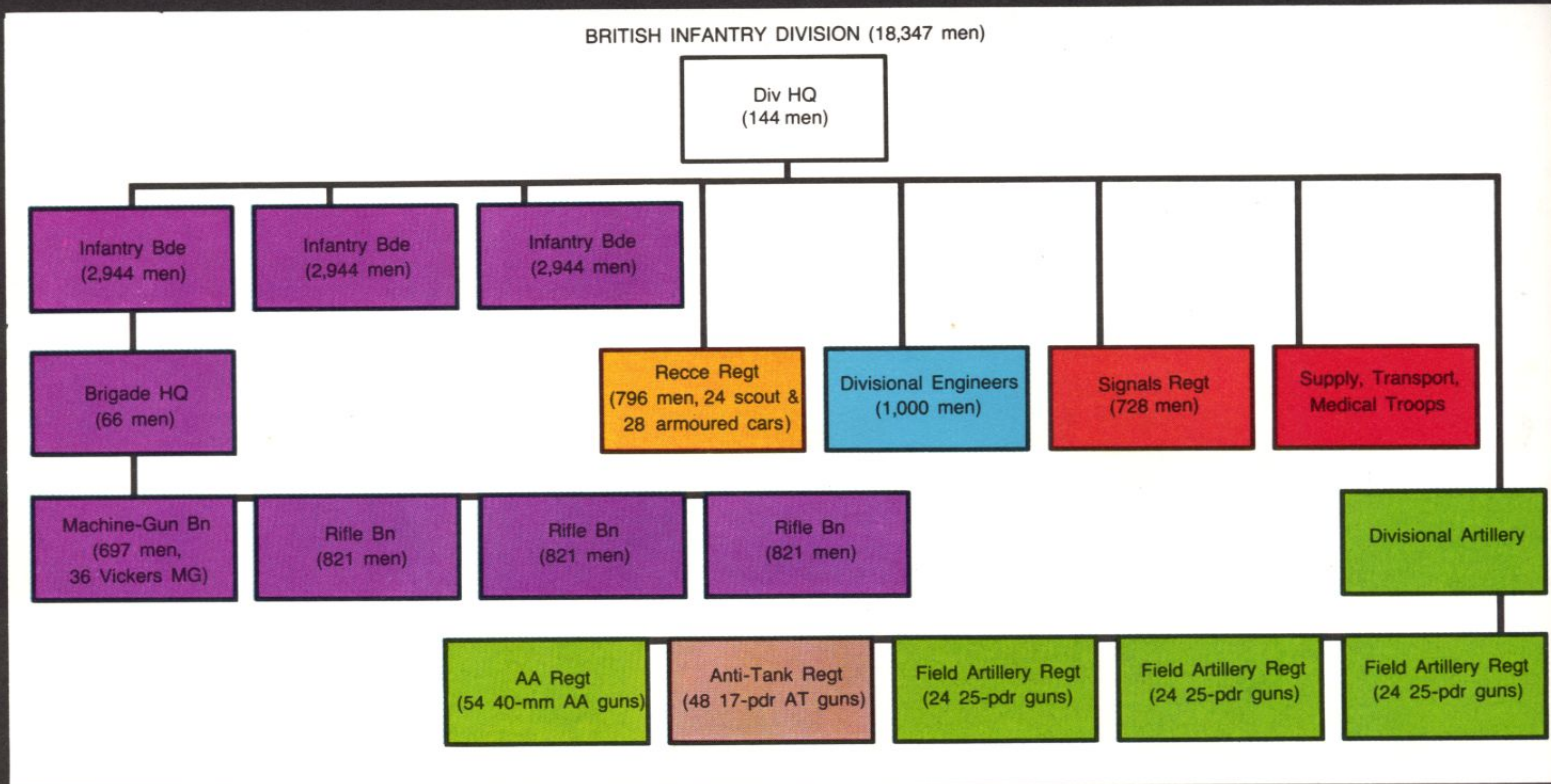 BRITISH INFANTRY DIVISION (18,347 men)
Div HQ
(144 men)
Infantry Bde
(2,944 men)
Infantry Bde
(2,944 men)
Infantry Bde
(2,944 men)
Brigade HQ
(66 men)
Recce Regt
(796 men, 24 scout &
28 armoured cars)
Divisional Engineers
(1,000 men)
Signals Regt
(728 men)
Supply, Transport,
Medical Troops
Machine-Gun Bn
(697 men,
36 Vickers MG)
Rifle Bn
(821 men)
Rifle Bn
(821 men)
Rifle Bn
(821 men)
Divisional Artillery
AA Regt
(54 40-mm AA guns)
Anti-Tank Regt
(48 17-pdr AT guns)
Field Artillery Regt
(24 25-pdr guns)
Field Artillery Regt
(24 25-pdr guns)
Field Artillery Regt
(24 25-pdr guns)